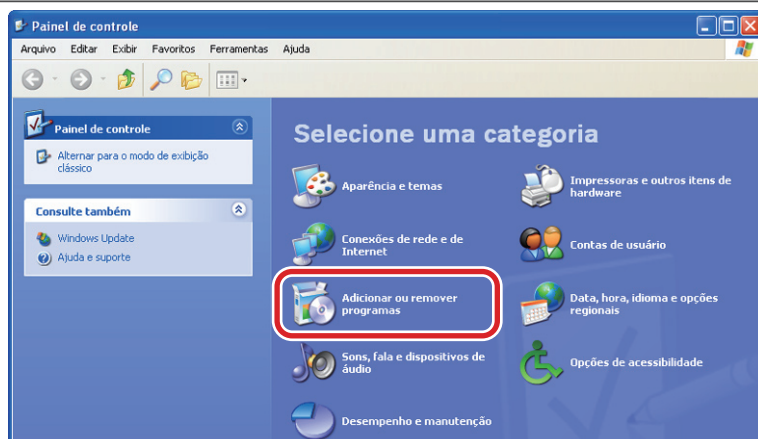 Painel de controle
Arquivo Editar Exibir Favoritos Ferramentas Ajuda
Painel de controle
Alternar para o modo de exibição
clássico
Consulte também
Windows Update
Ajuda e suporte
Selecione uma categoria
Aparência e temas
Impressoras e outros itens de
hardware
Conexões de rede e de
Internet
Contas de usuário
Adicionar ou remover
programas
Data, hora, idioma e opções
regionais
Sons, fala e dispositivos de
áudio
Opções de acessibilidade
Desempenho e manutenção